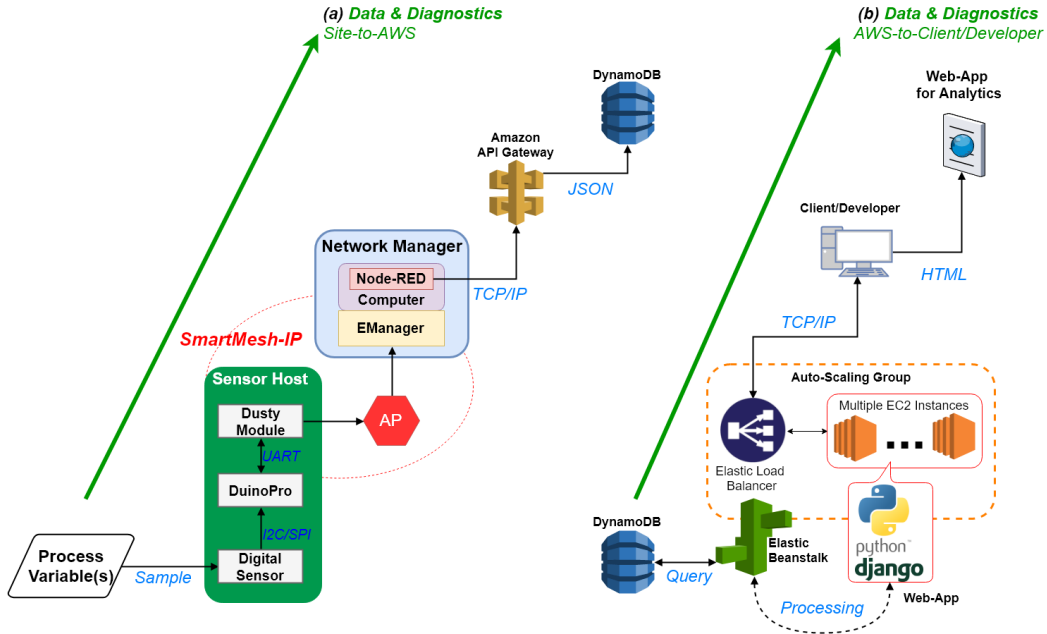 (a) Data & Diagnostics
Site-to-AWS
DynamoDB
Amazon
API Gateway
JSON
Network Manager
Node-RED
Computer
TCP/IP
EManager
SmartMesh-IP
Sensor Host
Dusty
Module
AP
UART
DuinoPro
I2C/SPI
Digital
Sensor
Process
Variable(s)
Sample
(b) Data & Diagnostics
AWS-to-Client/Developer
Web-App
for Analytics
Client/Developer
HTML
TCP/IP
Auto-Scaling Group
Multiple EC2 Instances
Elastic Load
Balancer
DynamoDB
Query
Elastic
Beanstalk
python™
django
Web-App
Processing